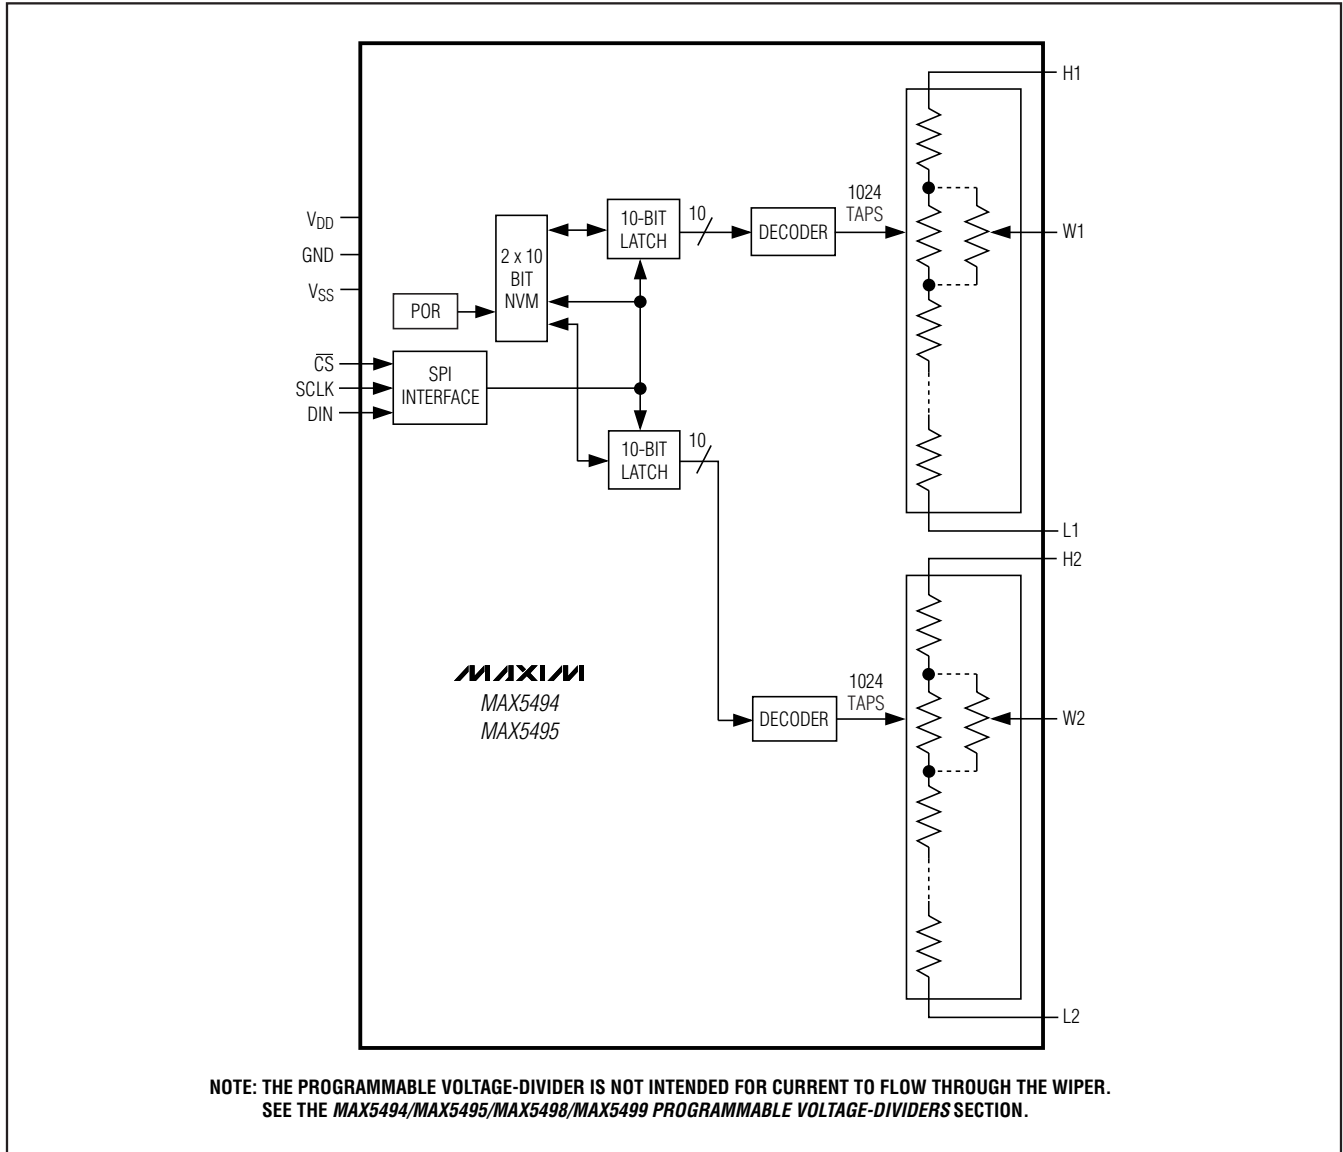 H1
1024
TAPS
10
10-BIT
LATCH
DECODER
W1
VDD
GND
VSS
2 x 10
BIT
NVM
POR
C̅S̅
SCLK
DIN
SPI
INTERFACE
10
10-BIT
LATCH
L1
H2
MAXIM
MAX5494
MAX5495
1024
TAPS
DECODER
W2
L2
NOTE: THE PROGRAMMABLE VOLTAGE-DIVIDER IS NOT INTENDED FOR CURRENT TO FLOW THROUGH THE WIPER.
SEE THE MAX5494/MAX5495/MAX5498/MAX5499 PROGRAMMABLE VOLTAGE-DIVIDERS SECTION.